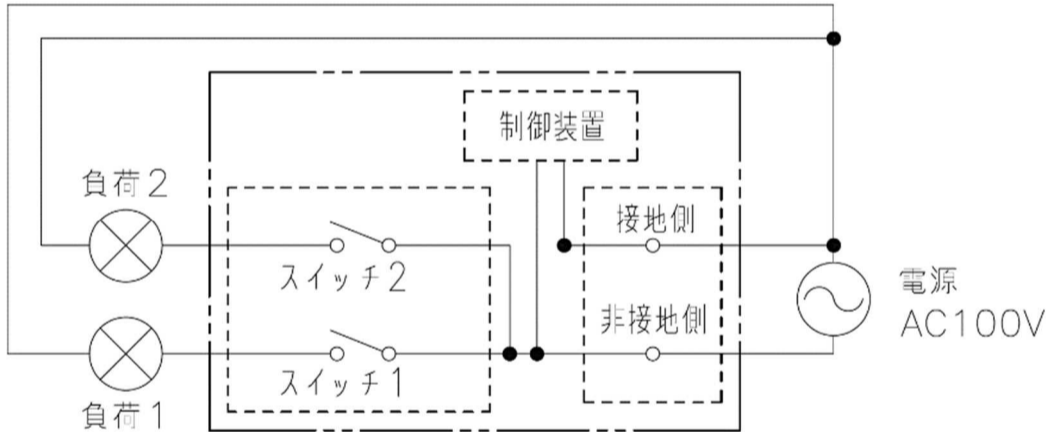 制御装置
負荷2
接地側
スイッチ2
電源
AC100V
非接地側
スイッチ1
負荷1